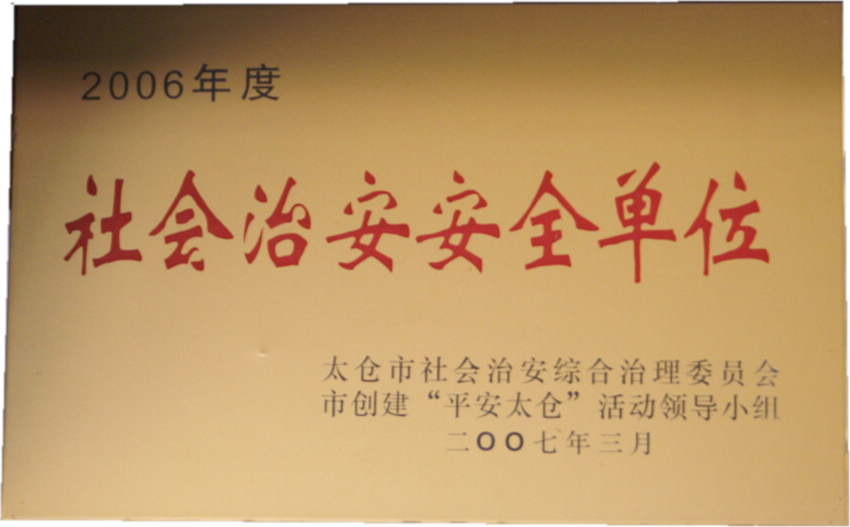 2006年度
社会治安安全单位
太仓市社会治安综合治理委员会
市创建“平安太仓”活动领导小组
二〇〇七年三月